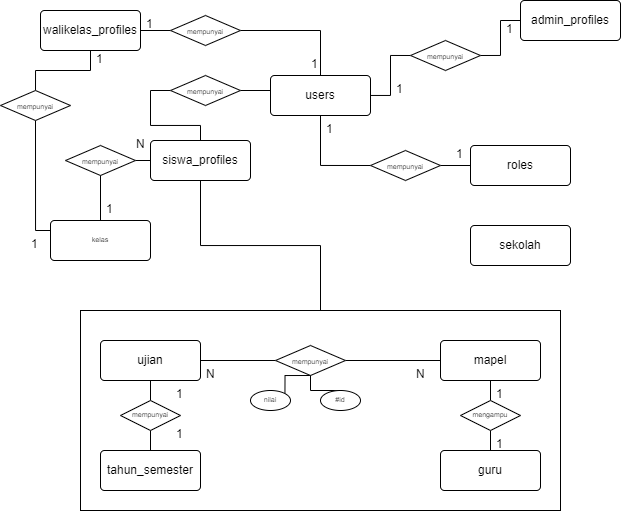 walikelas_profiles
1
mempunyai
admin_profiles
1
mempunyai
1
1
mempunyai
users
1
1
mempunyai
N
mempunyai
siswa_profiles
1
mempunyai
1
roles
1
1
kelas
sekolah
ujian
N
mempunyai
N
mapel
nilai
#id
1
mempunyai
1
1
mengampu
1
tahun_semester
guru